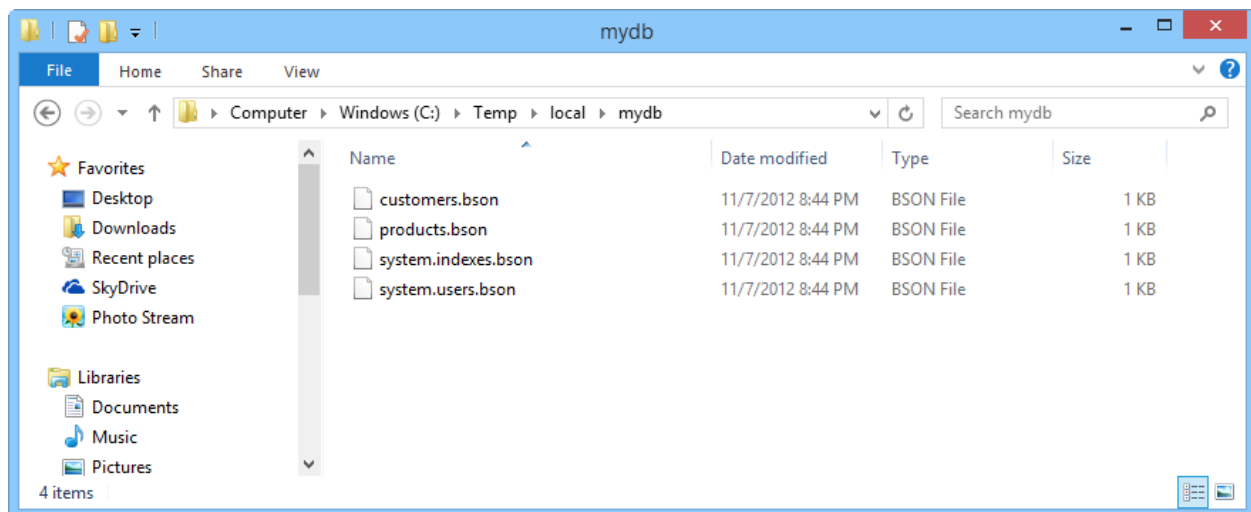 mydb
File Home Share View
Computer Windows (C:) Temp local mydb Search mydb
Favorites
Desktop
Downloads
Recent places
SkyDrive
Photo Stream
Libraries
Documents
Music
Pictures
Name Date modified Type Size
customers.bson 11/7/2012 8:44 PM BSON File 1 KB
products.bson 11/7/2012 8:44 PM BSON File 1 KB
system.indexes.bson 11/7/2012 8:44 PM BSON File 1 KB
system.users.bson 11/7/2012 8:44 PM BSON File 1 KB
4 items